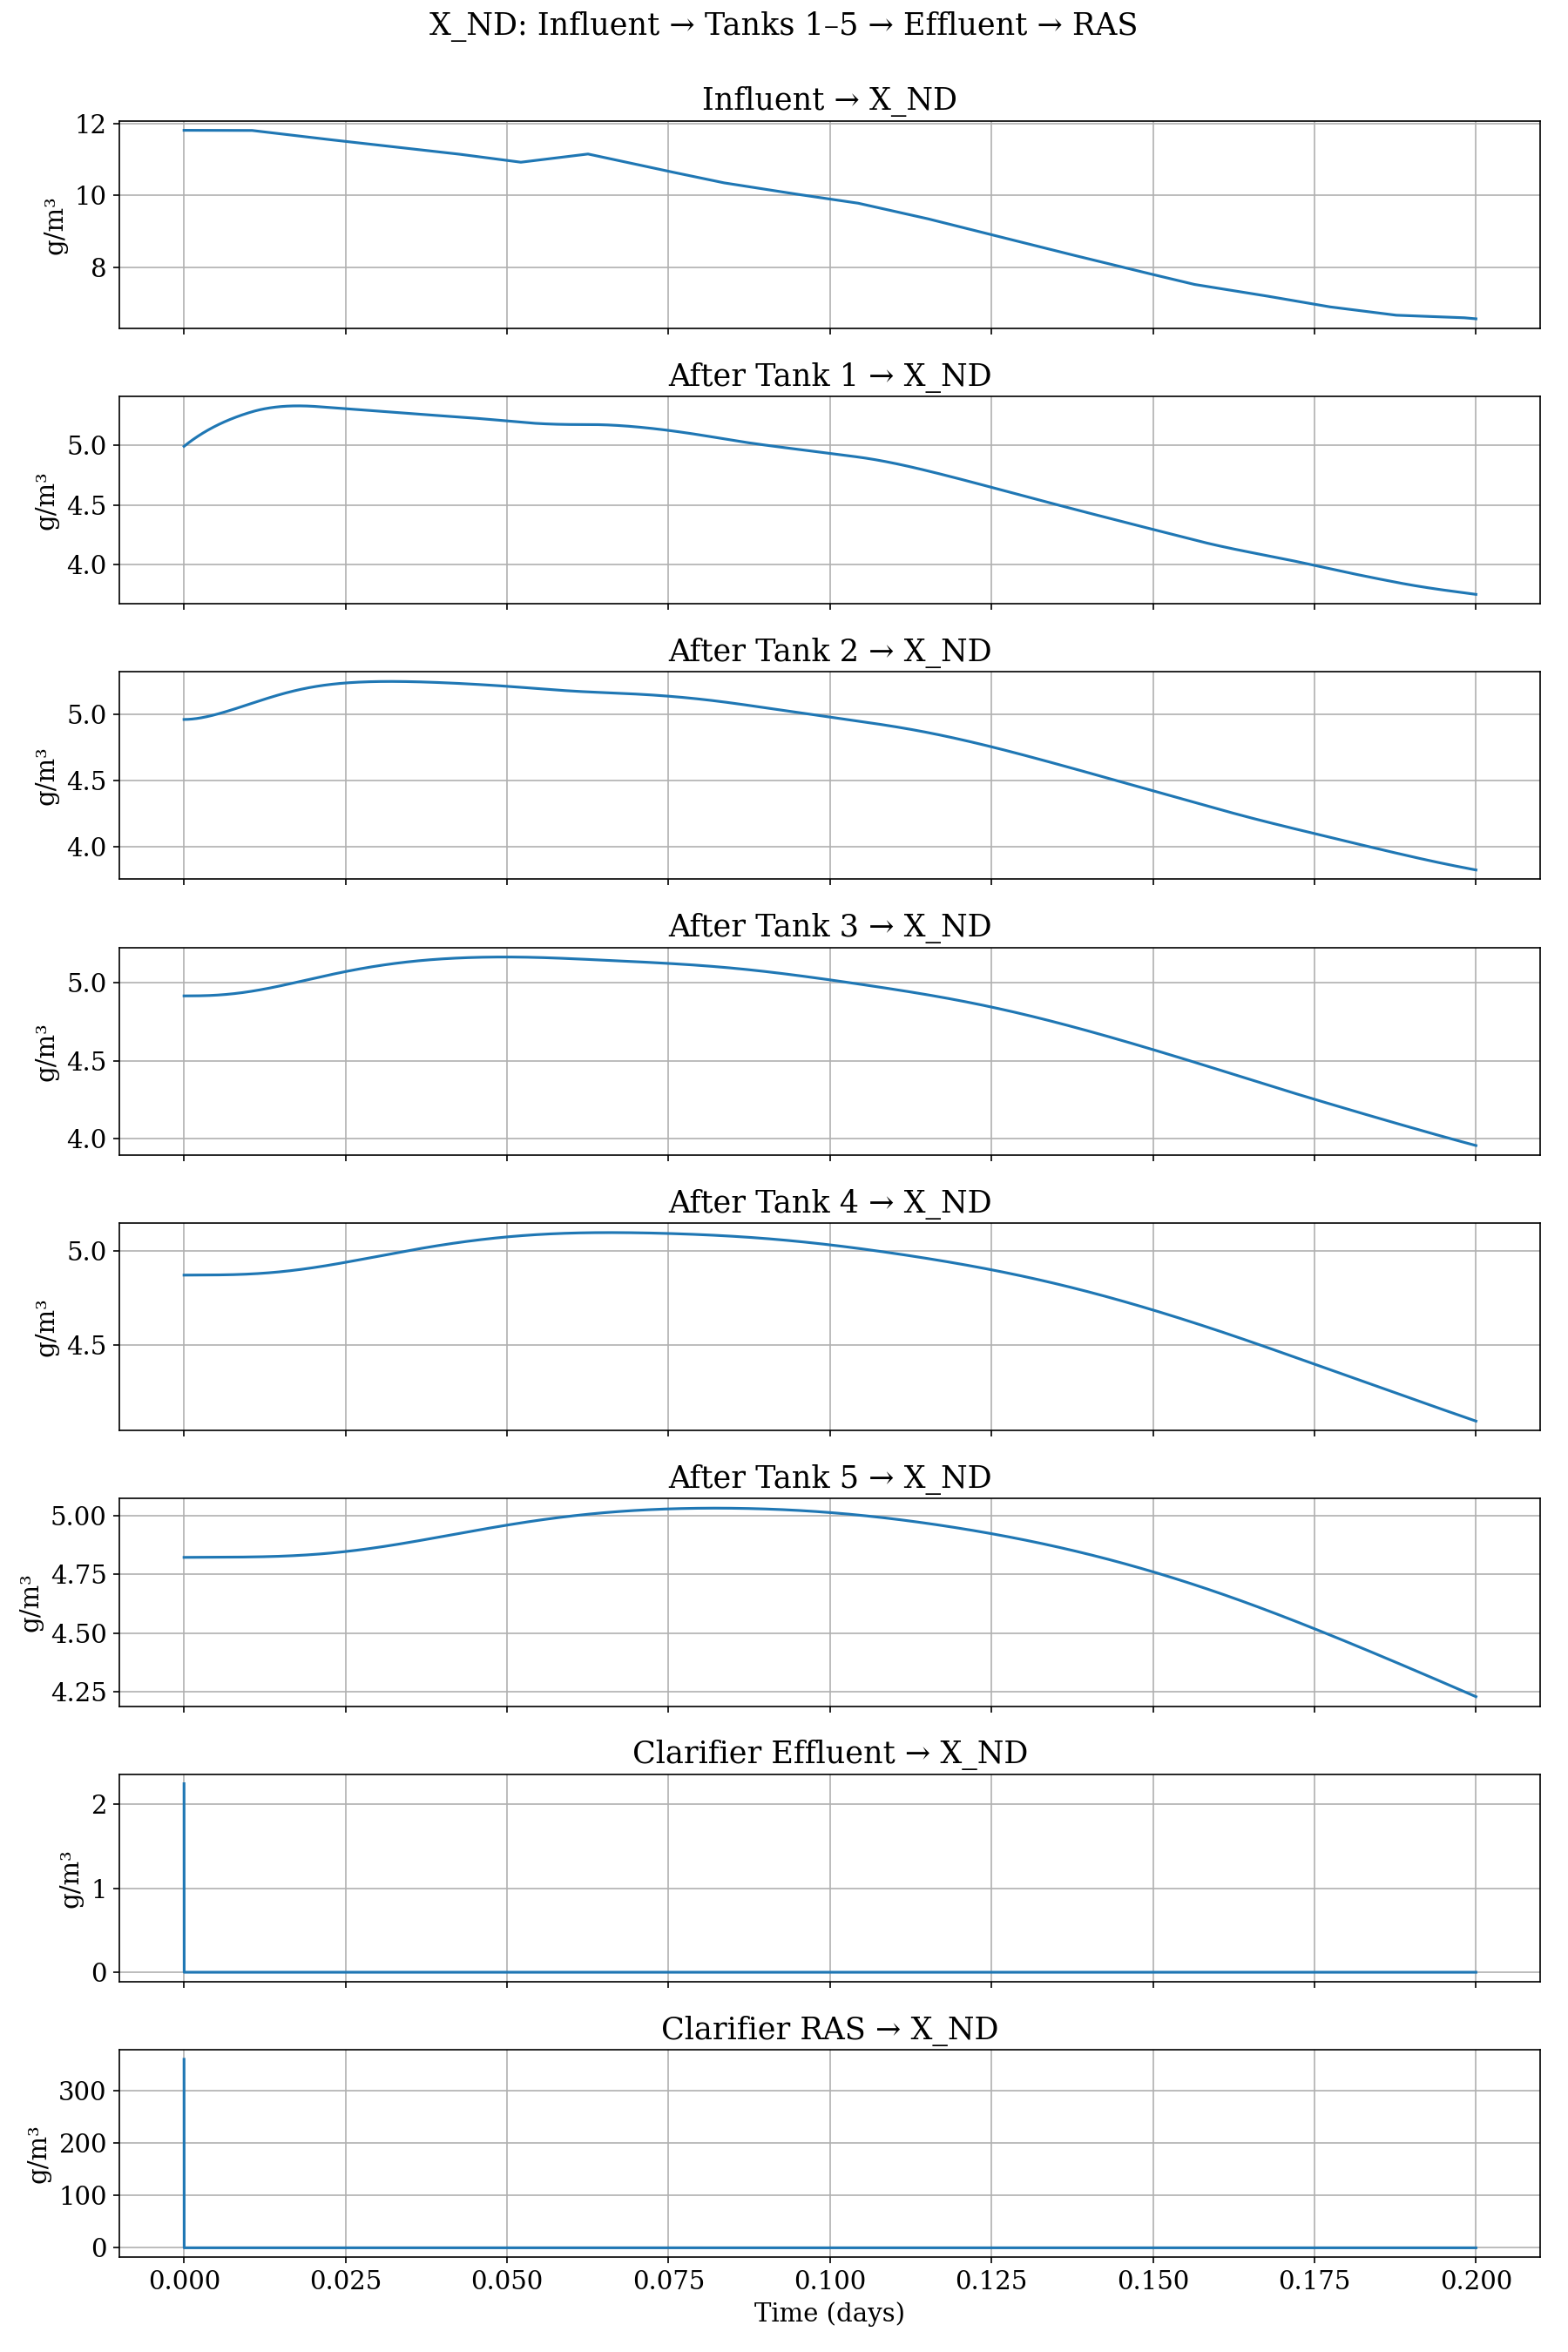 X_ND: Influent → Tanks 1–5 → Effluent → RAS
Influent → X_ND
12
10
8
g/m³
After Tank 1 → X_ND
5.0
4.5
4.0
g/m³
After Tank 2 → X_ND
5.0
4.5
4.0
g/m³
After Tank 3 → X_ND
5.0
4.5
4.0
g/m³
After Tank 4 → X_ND
5.0
4.5
g/m³
After Tank 5 → X_ND
5.00
4.75
4.50
4.25
g/m³
Clarifier Effluent → X_ND
2
1
0
g/m³
Clarifier RAS → X_ND
300
200
100
0
g/m³
0.000 0.025 0.050 0.075 0.100 0.125 0.150 0.175 0.200
Time (days)